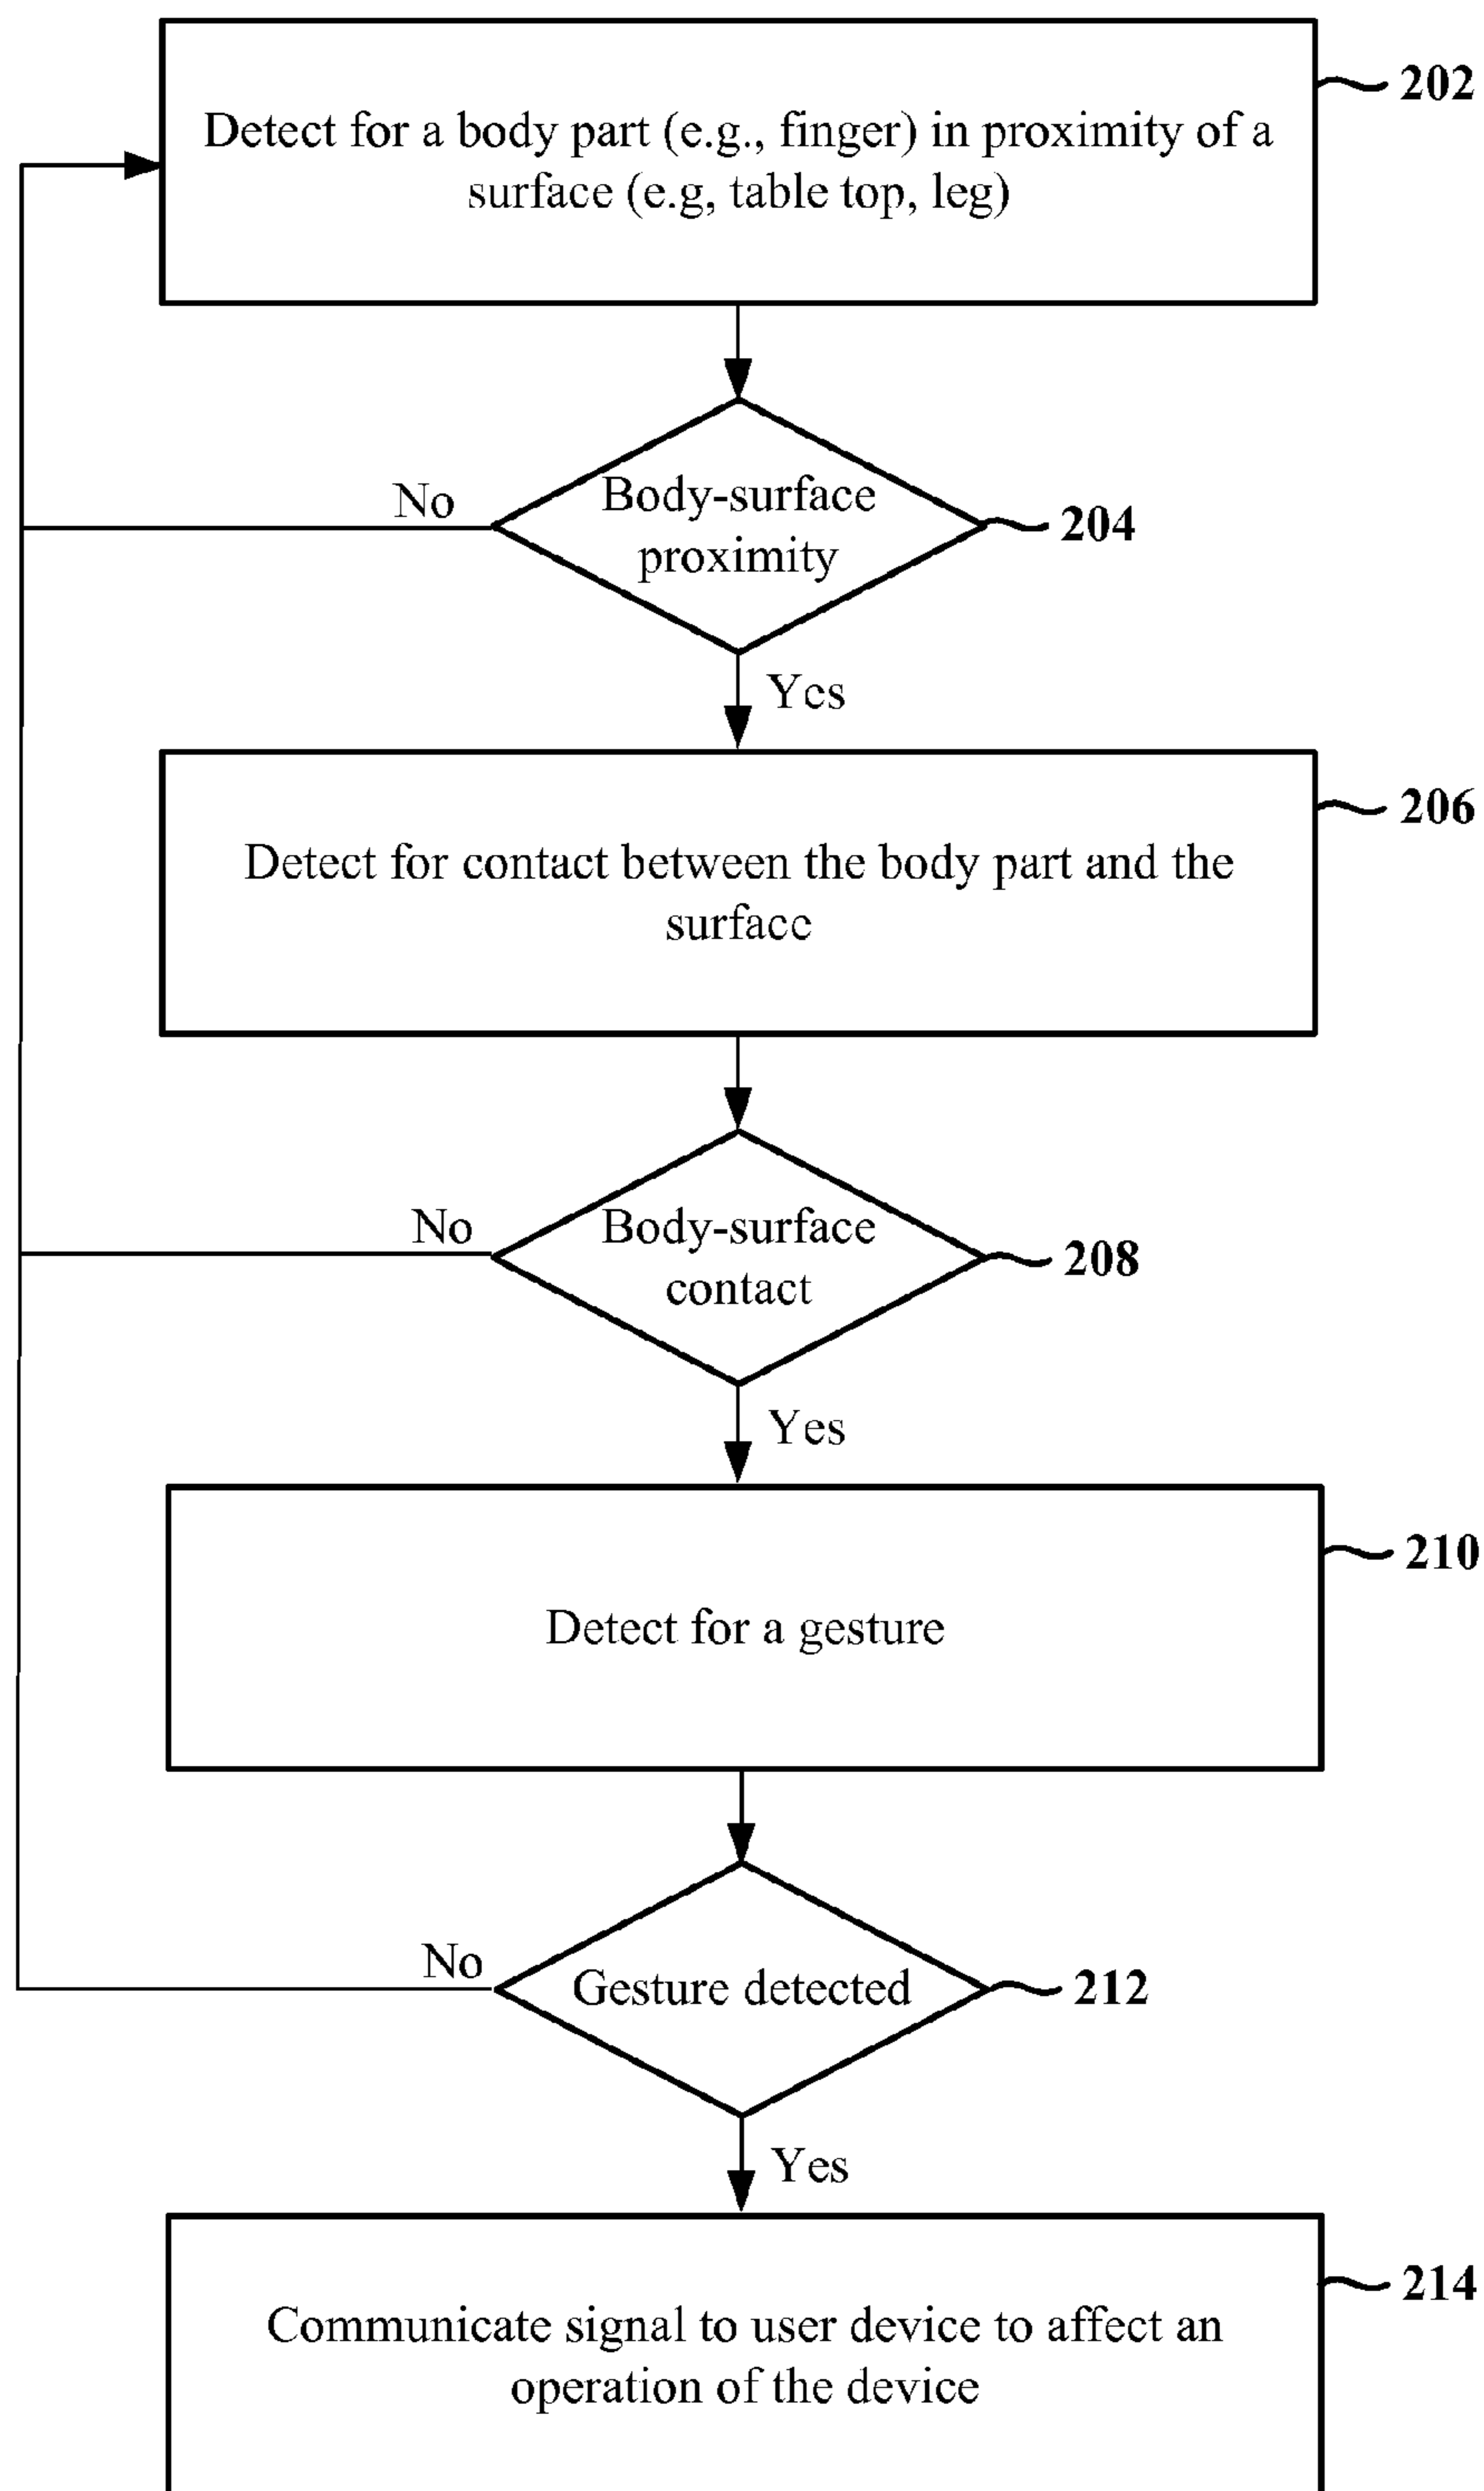 202
Detect for a body part (e.g., finger) in proximity of a
surface (e.g, table top, leg)
No
Body-surface
proximity
204
Yes
206
Detect for contact between the body part and the
surface
No
Body-surface
contact
208
Yes
210
Detect for a gesture
No
Gesture detected
212
Yes
214
Communicate signal to user device to affect an
operation of the device